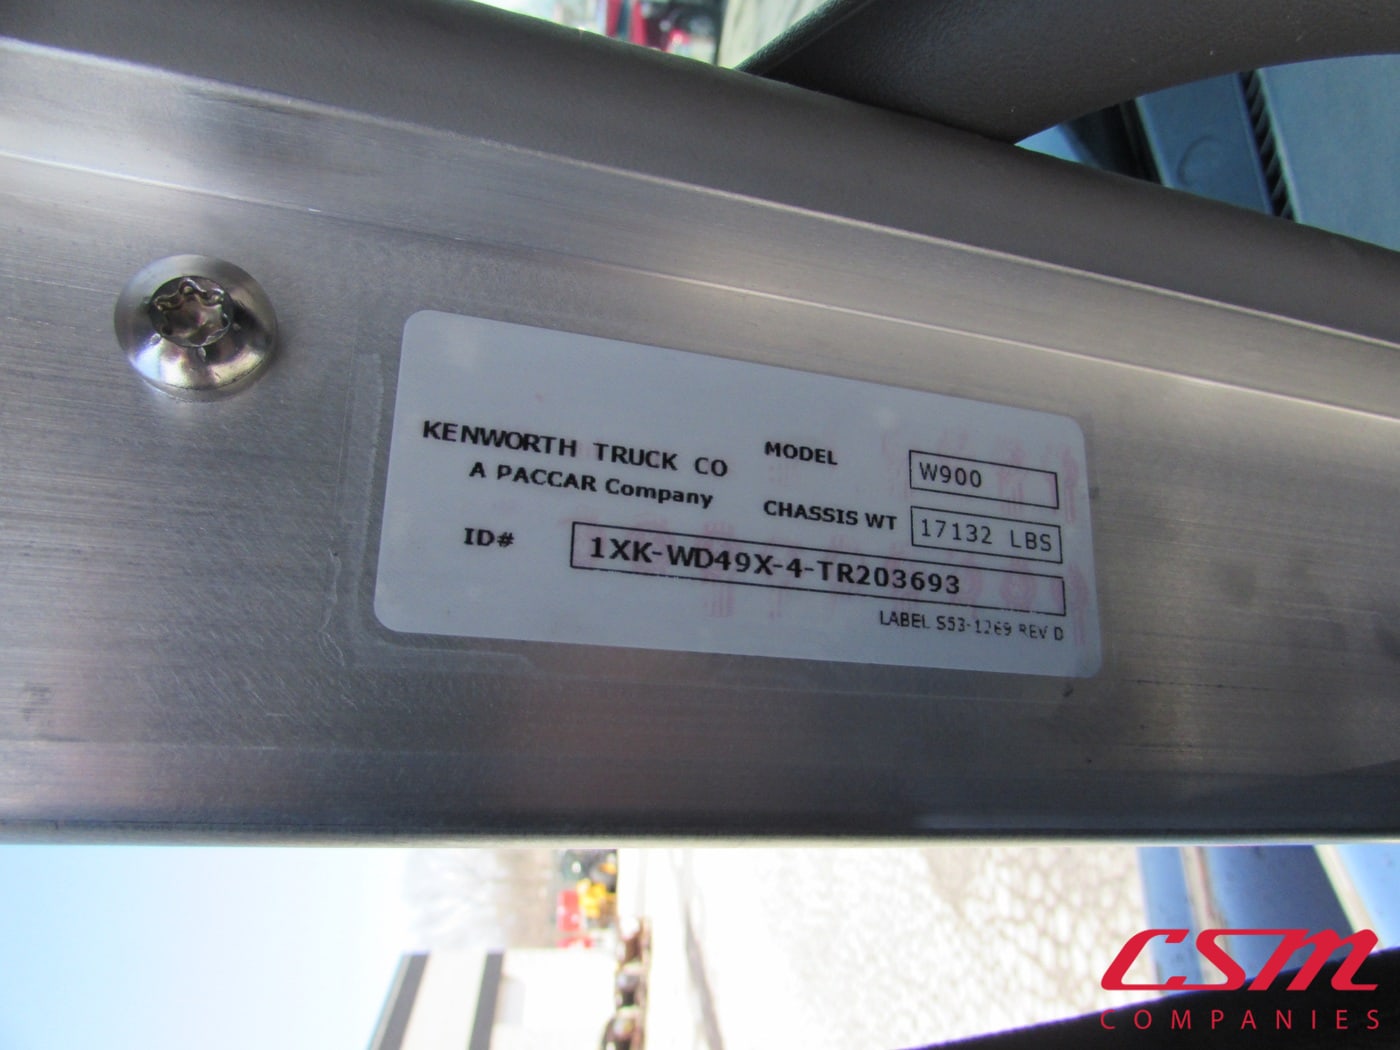 KENWORTH TRUCK CO
A PACCAR Company
MODEL W900
CHASSIS WT 17132 LBS
ID# 1XK-WD49X-4-TR203693
LABEL S53-1269 REV D
CSM
COMPANIES